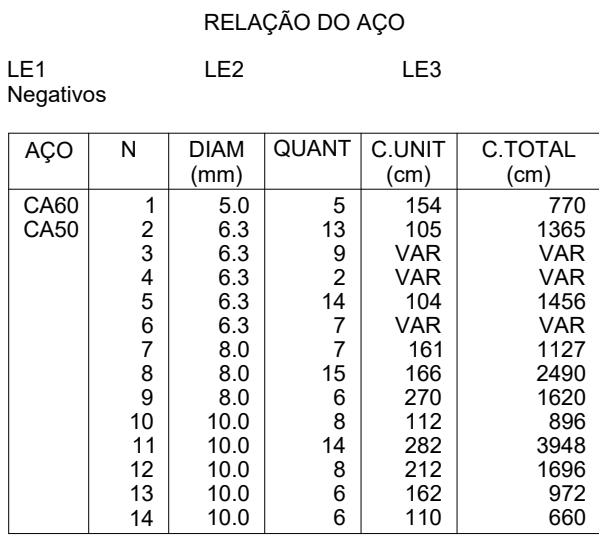 RELAÇÃO DO AÇO
LE1 LE2 LE3
Negativos
AÇO N DIAM QUANT C.UNIT C.TOTAL
(mm) (cm) (cm)
CA60 1 5.0 5 154 770
CA50 2 6.3 13 105 1365
3 6.3 9 VAR VAR
4 6.3 2 VAR VAR
5 6.3 14 104 1456
6 6.3 7 VAR VAR
7 8.0 7 161 1127
8 8.0 15 166 2490
9 8.0 6 270 1620
10 10.0 8 112 896
11 10.0 14 282 3948
12 10.0 8 212 1696
13 10.0 6 162 972
14 10.0 6 110 660